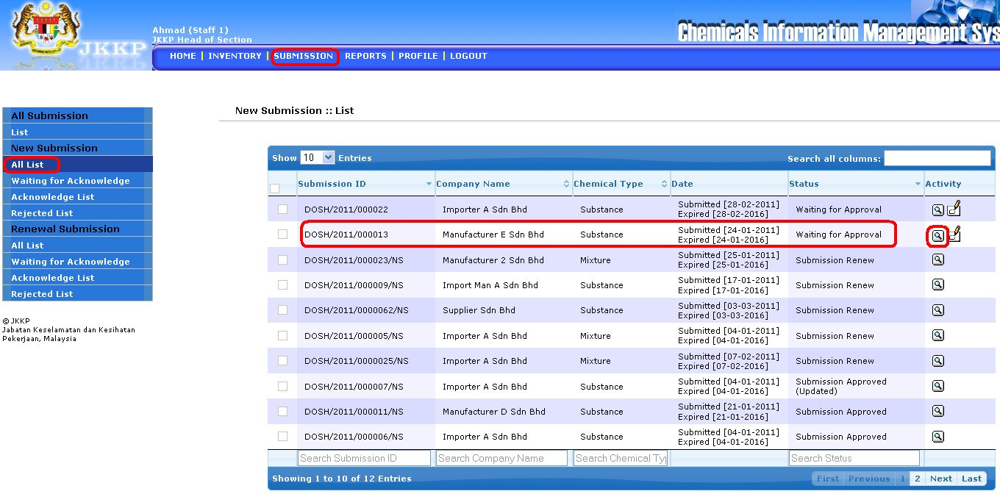 Ahmad (Staff 1)
JKKP Head of Section
JKKP
Chemicals Information Management Sys
HOME | INVENTORY | SUBMISSION | REPORTS | PROFILE | LOGOUT
All Submission
List
New Submission
All List
Waiting for Acknowledge
Acknowledge List
Rejected List
Renewal Submission
All List
Waiting for Acknowledge
Acknowledge List
Rejected List
©JKKP
Jabatan Keselamatan dan Kesihatan
Pekerjaan, Malaysia
New Submission :: List
Show 10 Entries Search all columns:
Submission ID Company Name Chemical Type Date Status Activity
DOSH/2011/000022 Importer A Sdn Bhd Substance Submitted [28-02-2011] Waiting for Approval
Expired [28-02-2016]
DOSH/2011/000013 Manufacturer E Sdn Bhd Substance Submitted [24-01-2011] Waiting for Approval
Expired [24-01-2016]
DOSH/2011/000023/NS Manufacturer 2 Sdn Bhd Mixture Submitted [25-01-2011] Submission Renew
Expired [25-01-2016]
DOSH/2011/000009/NS Import Man A Sdn Bhd Substance Submitted [17-01-2011] Submission Renew
Expired [17-01-2016]
DOSH/2011/0000062/NS Supplier Sdn Bhd Substance Submitted [03-03-2011] Submission Renew
Expired [03-03-2016]
DOSH/2011/000005/NS Importer A Sdn Bhd Mixture Submitted [04-01-2011] Submission Renew
Expired [04-01-2016]
DOSH/2011/0000025/NS Importer A Sdn Bhd Mixture Submitted [07-02-2011] Submission Renew
Expired [07-02-2016]
DOSH/2011/000007/NS Importer A Sdn Bhd Substance Submitted [04-01-2011] Submission Approved
Expired [04-01-2016] (Updated)
DOSH/2011/000011/NS Manufacturer D Sdn Bhd Substance Submitted [21-01-2011] Submission Approved
Expired [21-01-2016]
DOSH/2011/000006/NS Importer A Sdn Bhd Substance Submitted [04-01-2011] Submission Approved
Expired [04-01-2016]
Search Submission ID Search Company Name Search Chemical Typ Search Status
Showing 1 to 10 of 12 Entries First Previous 1 2 Next Last